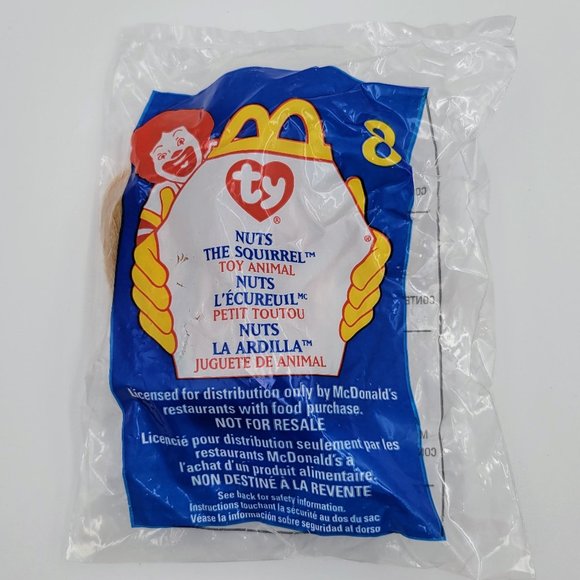 8
ty
®
NUTS
THE SQUIRREL™
TOY ANIMAL
NUTS
L'ÉCUREUIL MC
PETIT TOUTOU
NUTS
LA ARDILLA™
JUGUETE DE ANIMAL
®
Licensed for distribution only by McDonald's
restaurants with food purchase.
NOT FOR RESALE
Licencié pour distribution seulement par les
restaurants McDonald's à
l'achat d'un produit alimentaire.
NON DESTINÉ À LA REVENTE
See back for safety information.
Instructions touchant la sécurité au dos du sac
Véase la información sobre seguridad al dorso